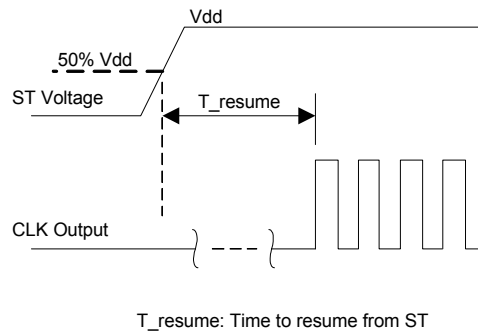 Vdd
50% Vdd
ST Voltage
T_resume
CLK Output
T_resume: Time to resume from ST